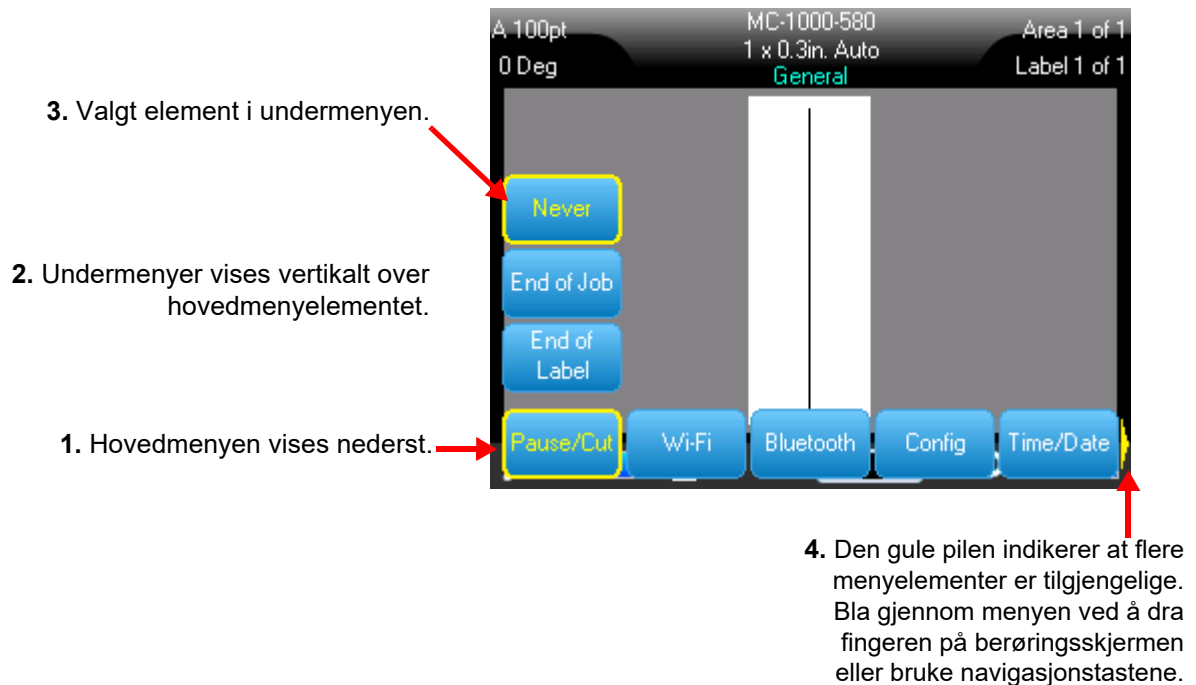 A 100pt
MC-1000-580
Area 1 of 1
1 x 0.3in. Auto
0 Deg
General
Label 1 of 1
3. Valgt element i undermenyen.
Never
2. Undermenyer vises vertikalt over
hovedmenyelementet.
End of Job
End of
Label
1. Hovedmenyen vises nederst.
Pause/Cut
Wi-Fi
Bluetooth
Config
Time/Date
4. Den gule pilen indikerer at flere
menyelementer er tilgjengelige.
Bla gjennom menyen ved å dra
fingeren på berøringsskjermen
eller bruke navigasjonstastene.